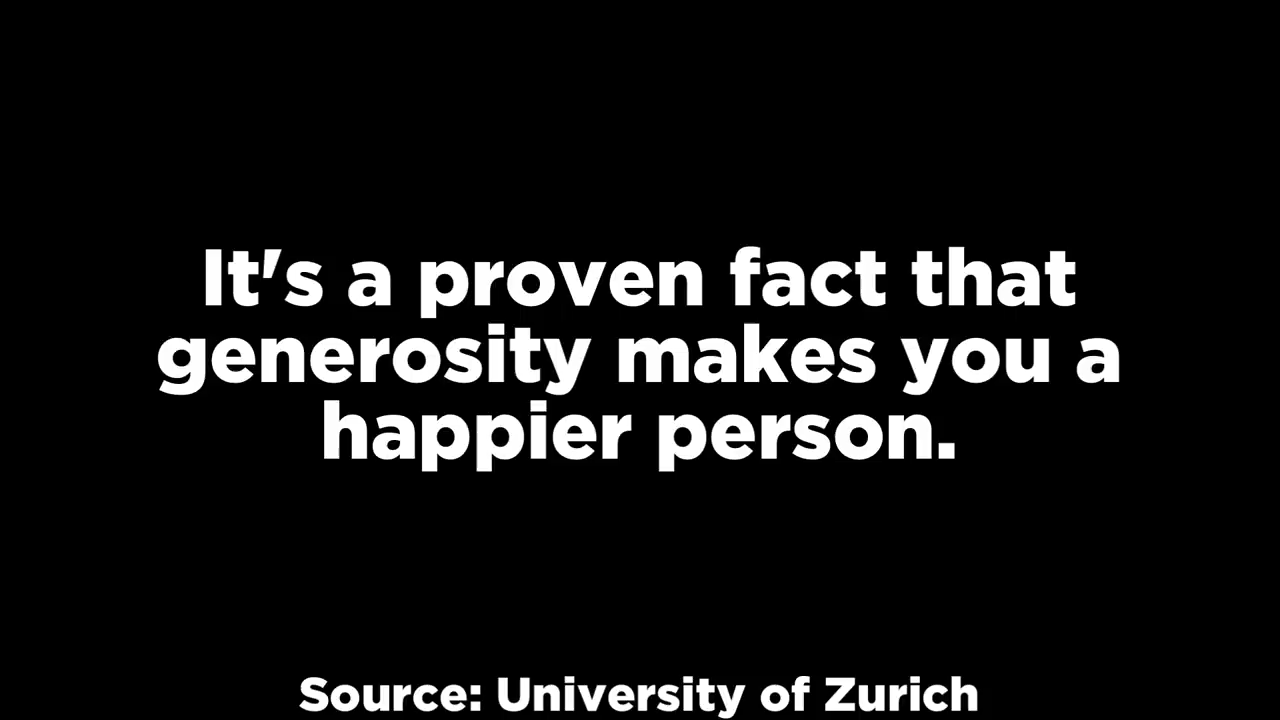 It's a proven fact that
generosity makes you a
happier person.
Source: University of Zurich